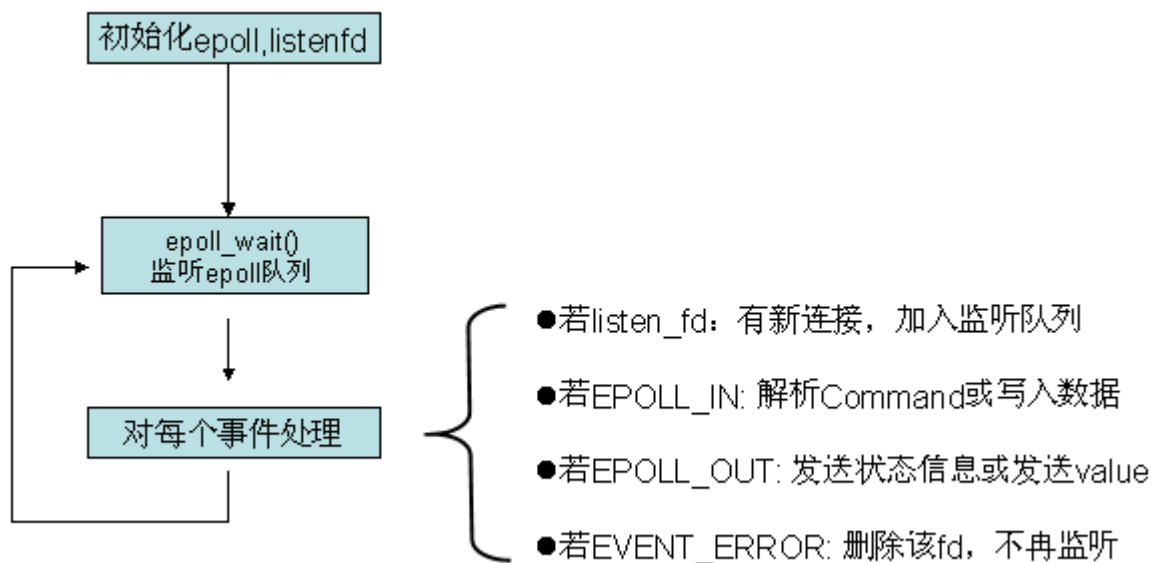 初始化epoll,listenfd
epoll_wait()
监听epoll队列
对每个事件处理
●若listen_fd：有新连接，加入监听队列
●若EPOLL_IN: 解析Command或写入数据
●若EPOLL_OUT: 发送状态信息或发送value
●若EVENT_ERROR: 删除该fd，不再监听